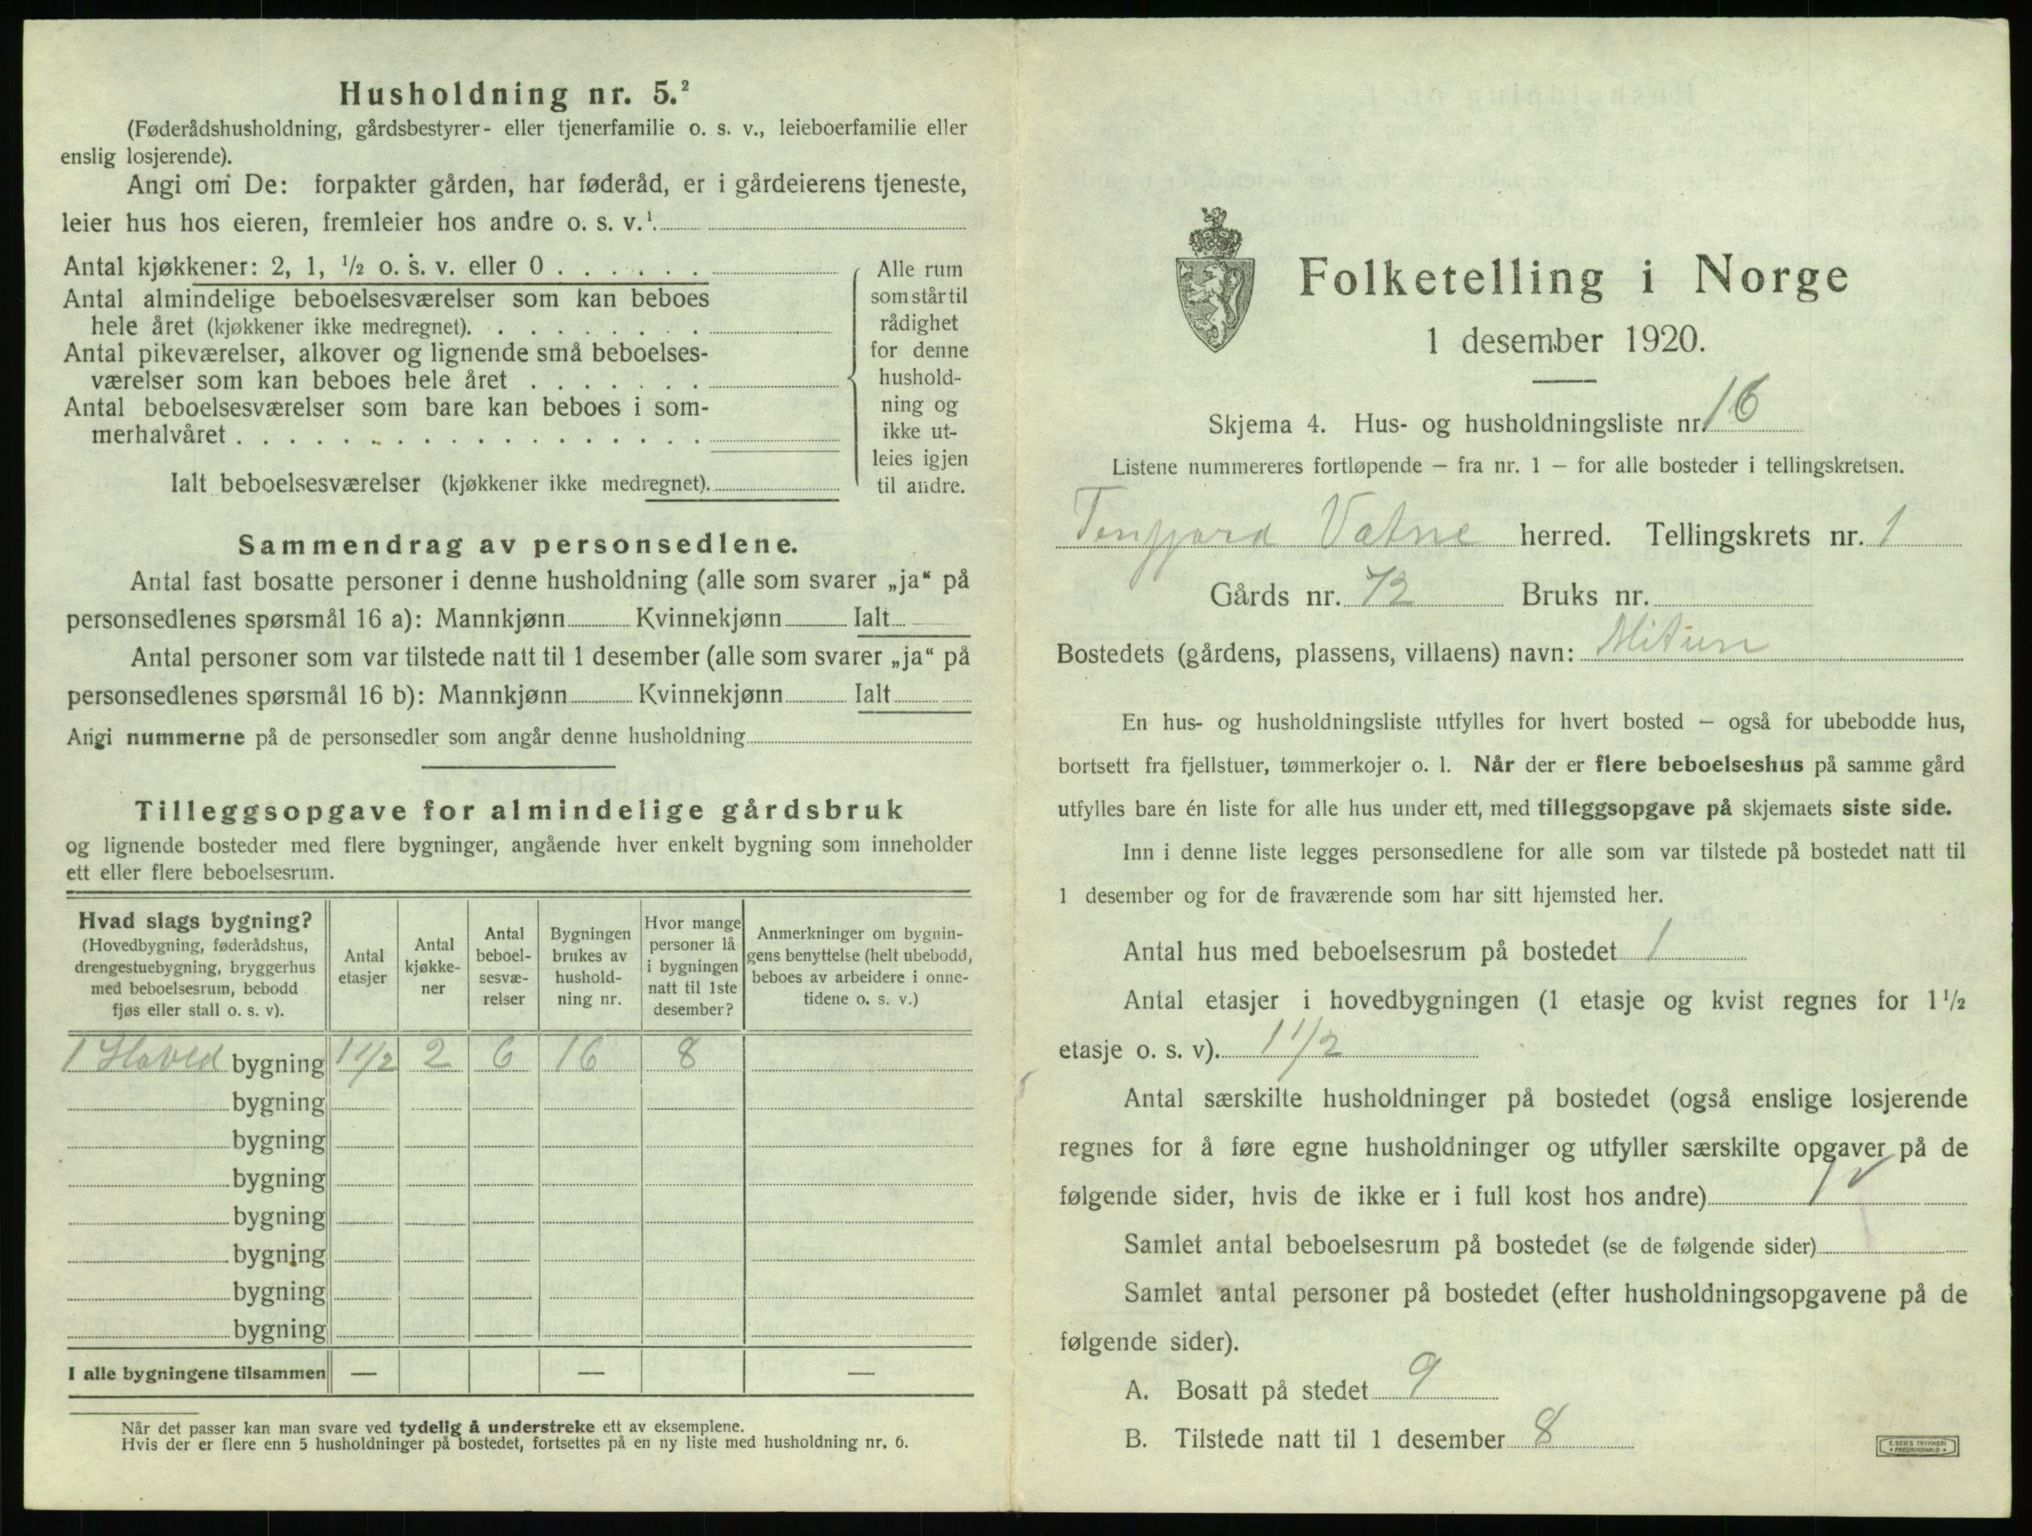 Husholdning nr. 5.²
(Føderådshusholdning, gårdsbestyrer- eller tjenerfamilie o. s. v., leieboerfamilie eller
enslig losjerende).
Angi om De: forpakter gården, har føderåd, er i gårdeierens tjeneste,
leier hus hos eieren, fremleier hos andre o. s. v.¹
Antal kjøkkener: 2, 1, ½ o. s. v. eller 0 . . . . . .
Antal almindelige beboelsesværelser som kan beboes
hele året (kjøkkener ikke medregnet). . . . . . . . .
Antal pikeværelser, alkover og lignende små beboelses-
værelser som kan beboes hele året . . . . . . .
Antal beboelsesværelser som bare kan beboes i som-
merhalvåret . . . . . . . . . . . . . . . . . .
Ialt beboelsesværelser (kjøkkener ikke medregnet).
Alle rum
som står til
rådighet
for denne
hushold-
ning og
ikke ut-
leies igjen
til andre.
Sammendrag av personsedlene.
Antal fast bosatte personer i denne husholdning (alle som svarer „ja“ på
personsedlenes spørsmål 16 a): Mannkjønn Kvinnekjønn Ialt
Antal personer som var tilstede natt til 1 desember (alle som svarer „ja“ på
personsedlenes spørsmål 16 b): Mannkjønn Kvinnekjønn Ialt
Angi nummerne på de personsedler som angår denne husholdning
Tilleggsopgave for almindelige gårdsbruk
og lignende bosteder med flere bygninger, angående hver enkelt bygning som inneholder
ett eller flere beboelsesrum.
Hvad slags bygning?
(Hovedbygning, føderådshus,
drengestuebygning, bryggerhus
med beboelsesrum, bebodd
fjøs eller stall o. s. v).
Antal
etasjer
Antal
kjøkke-
ner
Antal
beboel-
sesvæ-
relser
Bygningen
brukes av
hushold-
ning nr.
Hvor mange
personer lå
i bygningen
natt til 1ste
desember?
Anmerkninger om bygnin-
gens benyttelse (helt ubebodd,
beboes av arbeidere i onne-
tidene o. s. v.)
1 Hoved bygning 1 1/2 2 6 16 8
bygning
bygning
bygning
bygning
bygning
bygning
bygning
I alle bygningene tilsammen — — —
Når det passer kan man svare ved tydelig å understreke ett av eksemplene.
Hvis der er flere enn 5 husholdninger på bostedet, fortsettes på en ny liste med husholdning nr. 6.
Folketelling i Norge
1 desember 1920.
Skjema 4. Hus- og husholdningsliste nr. 16
Listene nummereres fortløpende — fra nr. 1 — for alle bosteder i tellingskretsen.
Tenfjord Vatne herred. Tellingskrets nr. 1
Gårds nr. 72 Bruks nr.
Bostedets (gårdens, plassens, villaens) navn: Mitun
En hus- og husholdningsliste utfylles for hvert bosted — også for ubebodde hus,
bortsett fra fjellstuer, tømmerkojer o. l. Når der er flere beboelseshus på samme gård
utfylles bare én liste for alle hus under ett, med tilleggsopgave på skjemaets siste side.
Inn i denne liste legges personsedlene for alle som var tilstede på bostedet natt til
1 desember og for de fraværende som har sitt hjemsted her.
Antal hus med beboelsesrum på bostedet 1
Antal etasjer i hovedbygningen (1 etasje og kvist regnes for 1 ½
etasje o. s. v). 1 1/2
Antal særskilte husholdninger på bostedet (også enslige losjerende
regnes for å føre egne husholdninger og utfyller særskilte opgaver på de
følgende sider, hvis de ikke er i full kost hos andre) 1 v
Samlet antal beboelsesrum på bostedet (se de følgende sider)
Samlet antal personer på bostedet (efter husholdningsopgavene på de
følgende sider).
A. Bosatt på stedet 9
B. Tilstede natt til 1 desember 8